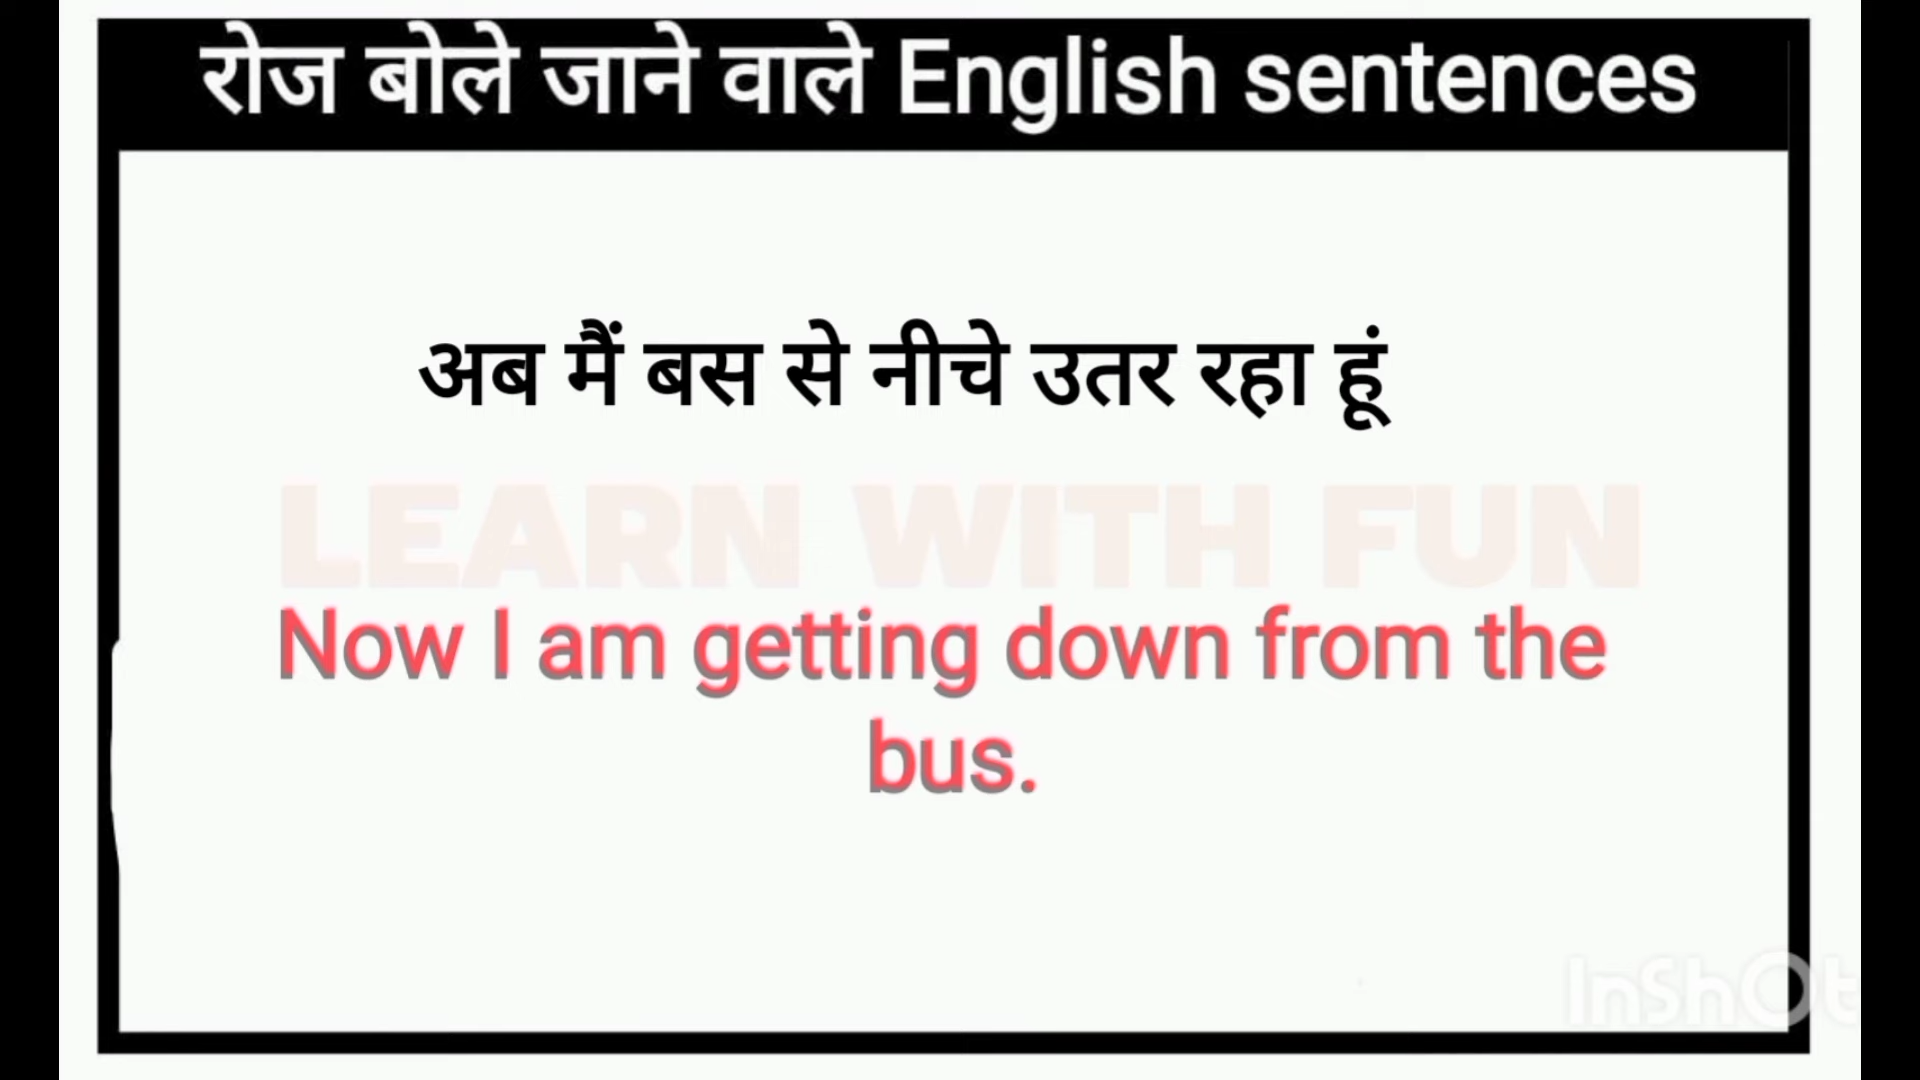 रोज बोले जाने वाले English sentences
अब मैं बस से नीचे उतर रहा हूं
LEARN WITH FUN
Now I am getting down from the
bus.
InShOt